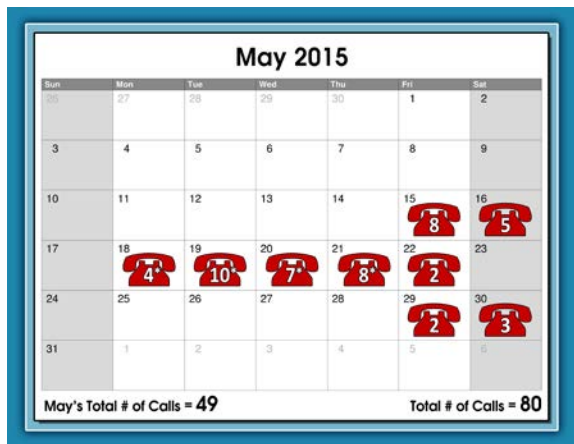 May 2015
Sun Mon Tue Wed Thu Fri Sat
26 27 28 29 30 1 2
3 4 5 6 7 8 9
10 11 12 13 14 15 16
8 5
17 18 19 20 21 22 23
4* 10* 7* 8* 2
24 25 26 27 28 29 30
2 3
31 1 2 3 4 5 6
May's Total # of Calls = 49 Total # of Calls = 80